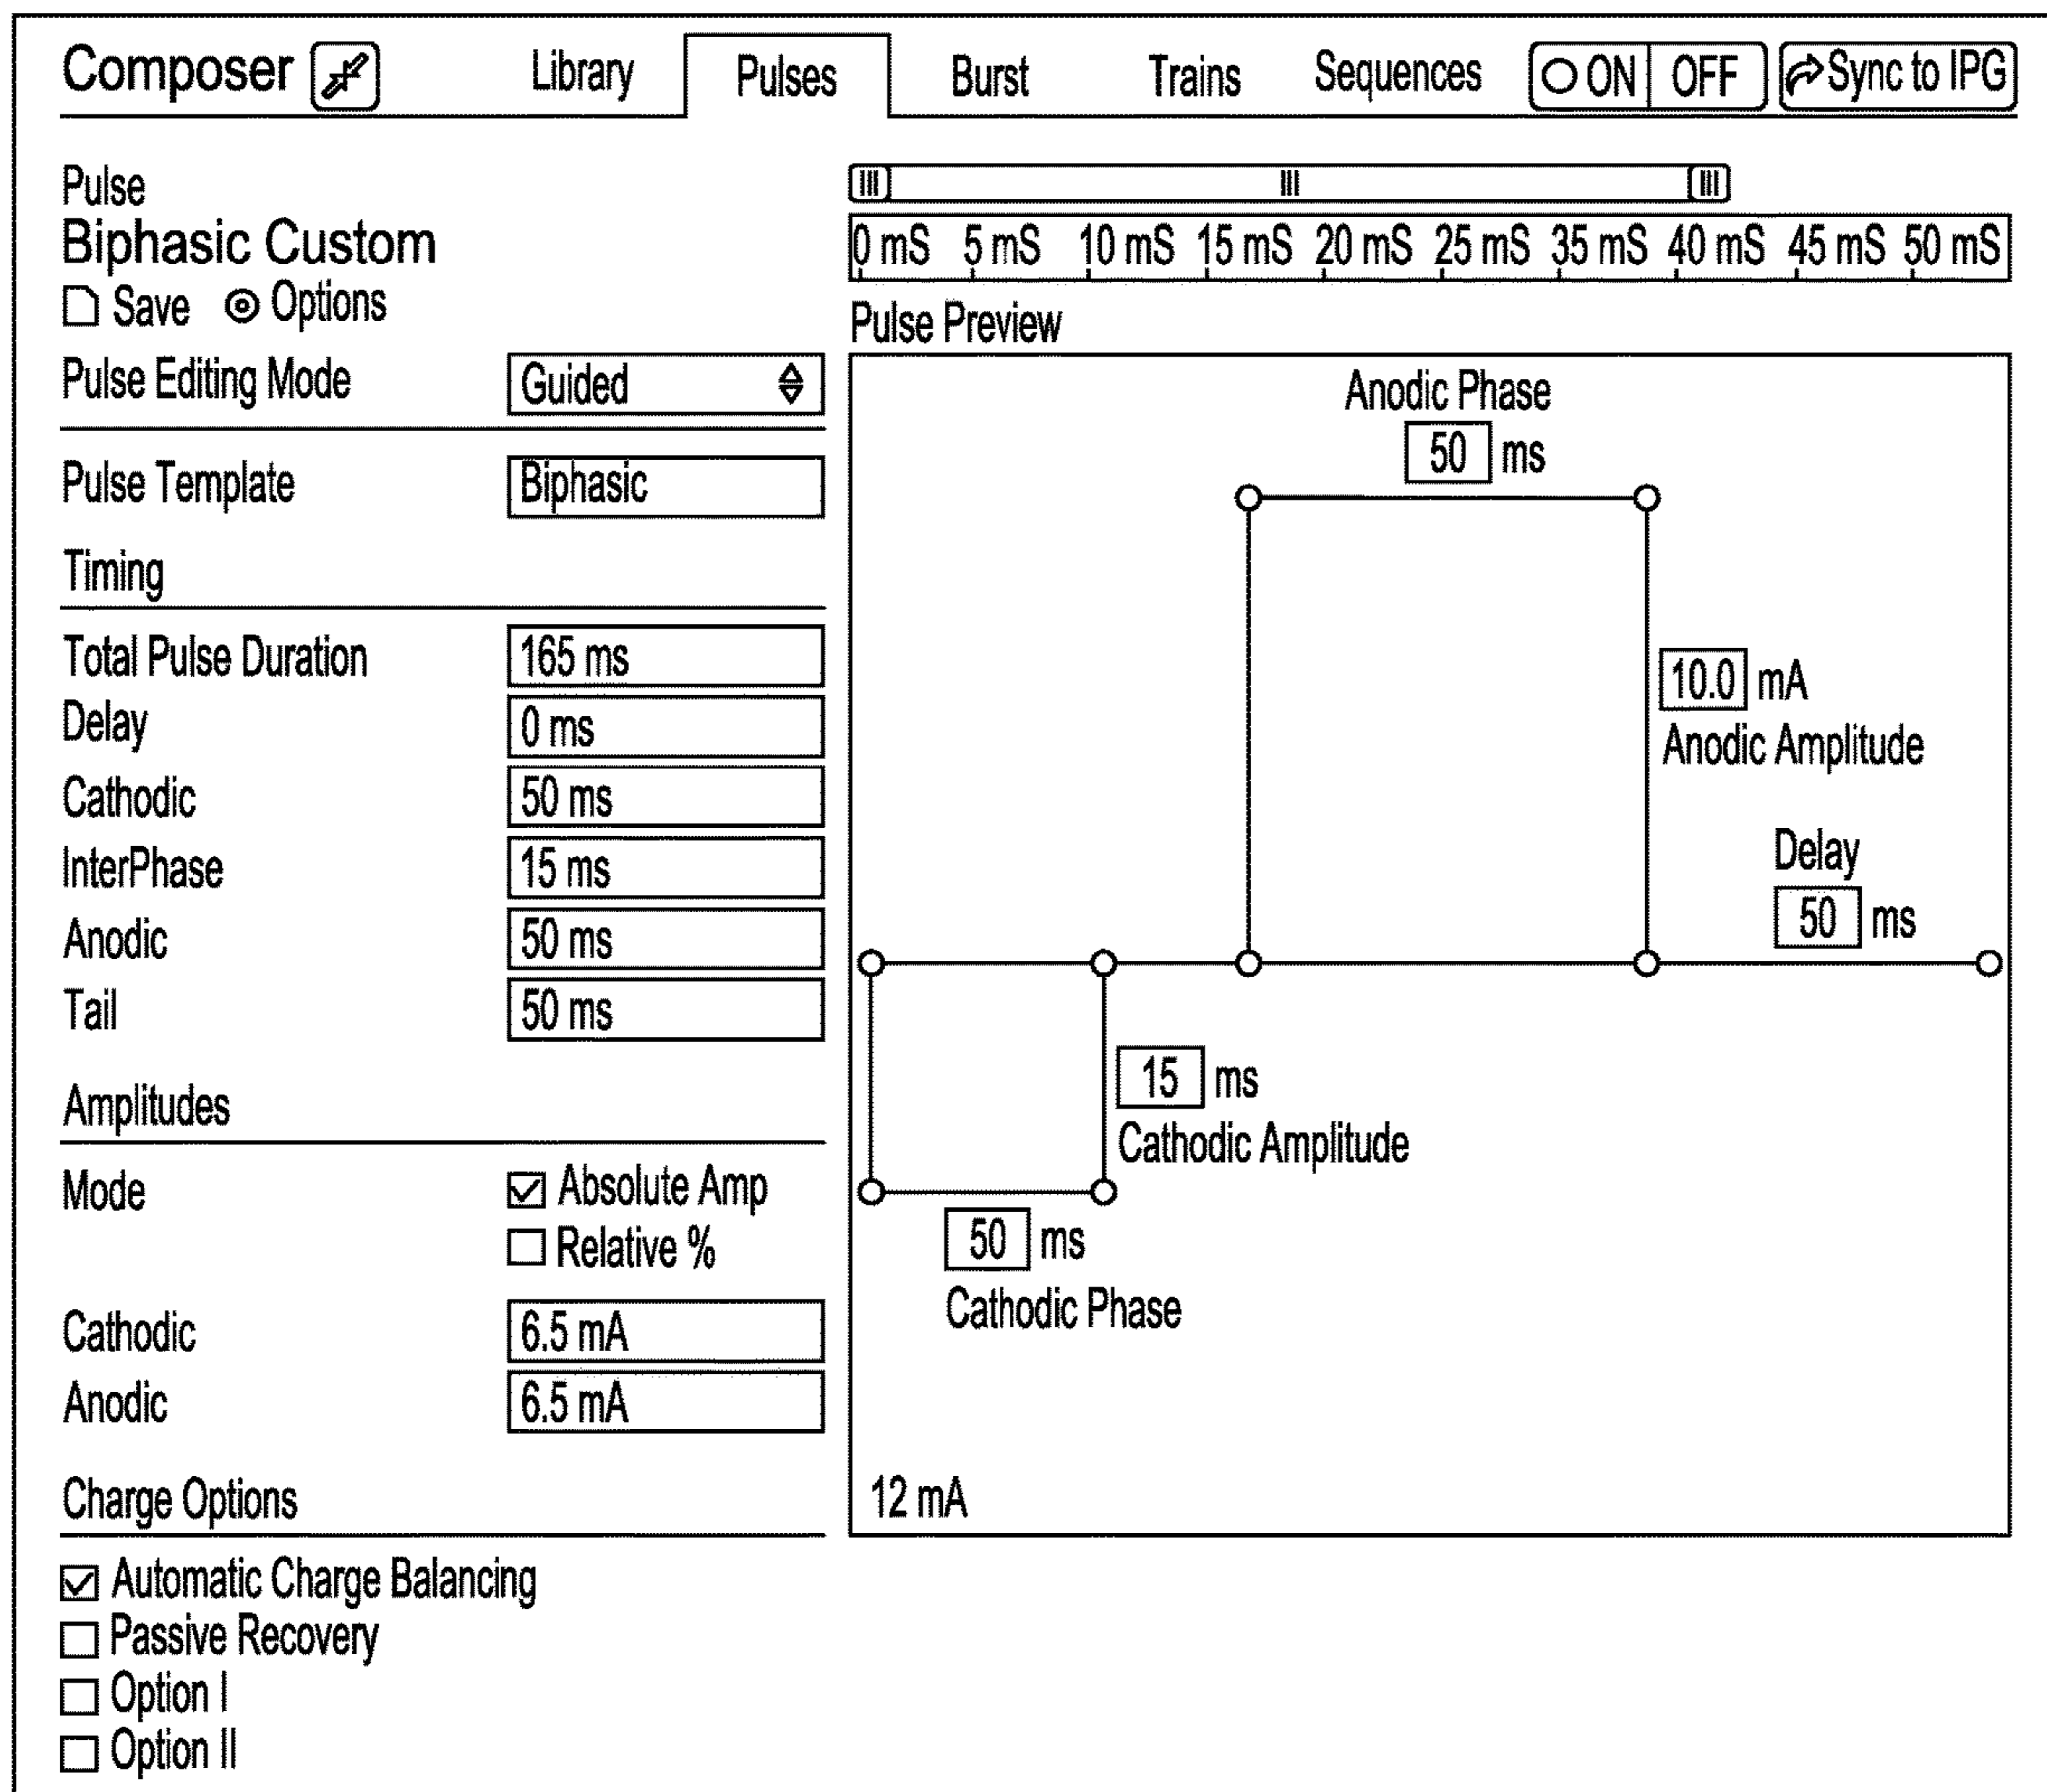 Composer Library Pulses Burst Trains Sequences ON OFF Sync to IPG
Pulse
Biphasic Custom
Save Options
Pulse Editing Mode Guided
Pulse Template Biphasic
Timing
Total Pulse Duration 165 ms
Delay 0 ms
Cathodic 50 ms
InterPhase 15 ms
Anodic 50 ms
Tail 50 ms
Amplitudes
Mode Absolute Amp
Relative %
Cathodic 6.5 mA
Anodic 6.5 mA
Charge Options
Automatic Charge Balancing
Passive Recovery
Option I
Option II
0 mS 5 mS 10 mS 15 mS 20 mS 25 mS 35 mS 40 mS 45 mS 50 mS
Pulse Preview
Anodic Phase
50 ms
10.0 mA
Anodic Amplitude
Delay
50 ms
15 ms
Cathodic Amplitude
50 ms
Cathodic Phase
12 mA